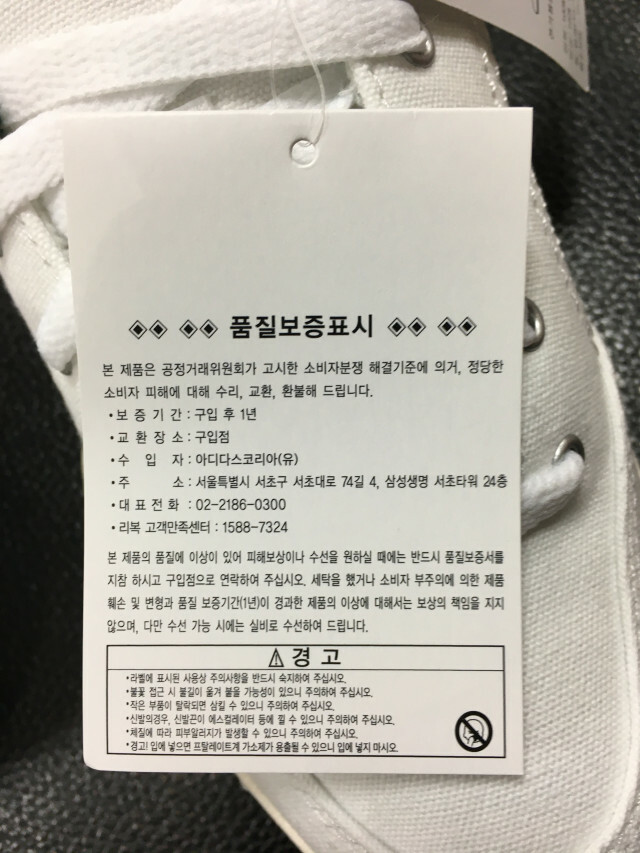 ◈◈ ◈◈ 품질보증표시 ◈◈ ◈◈
본 제품은 공정거래위원회가 고시한 소비자분쟁 해결기준에 의거, 정당한
소비자 피해에 대해 수리, 교환, 환불해 드립니다.
•보 증 기 간 : 구입 후 1년
•교 환 장 소 : 구입점
•수 입 자 : 아디다스코리아(유)
•주 소 : 서울특별시 서초구 서초대로 74길 4, 삼성생명 서초타워 24층
•대 표 전 화 : 02-2186-0300
•리복 고객만족센터 : 1588-7324
본 제품의 품질에 이상이 있어 피해보상이나 수선을 원하실 때에는 반드시 품질보증서를
지참 하시고 구입점으로 연락하여 주십시오. 세탁을 했거나 소비자 부주의에 의한 제품
훼손 및 변형과 품질 보증기간(1년)이 경과한 제품의 이상에 대해서는 보상의 책임을 지지
않으며, 다만 수선 가능 시에는 실비로 수선하여 드립니다.
⚠ 경 고
•라벨에 표시된 사용상 주의사항을 반드시 숙지하여 주십시오.
•불꽃 접근 시 불길이 옮겨 붙을 가능성이 있으니 주의하여 주십시오.
•작은 부품이 탈락되면 삼킬 수 있으니 주의하여 주십시오.
•신발의경우, 신발끈이 에스컬레이터 등에 낄 수 있으니 주의하여 주십시오.
•체질에 따라 피부알러지가 발생할 수 있으니 주의하여 주십시오.
•경고! 입에 넣으면 프탈레이트계 가소제가 용출될 수 있으니 입에 넣지 마시오.